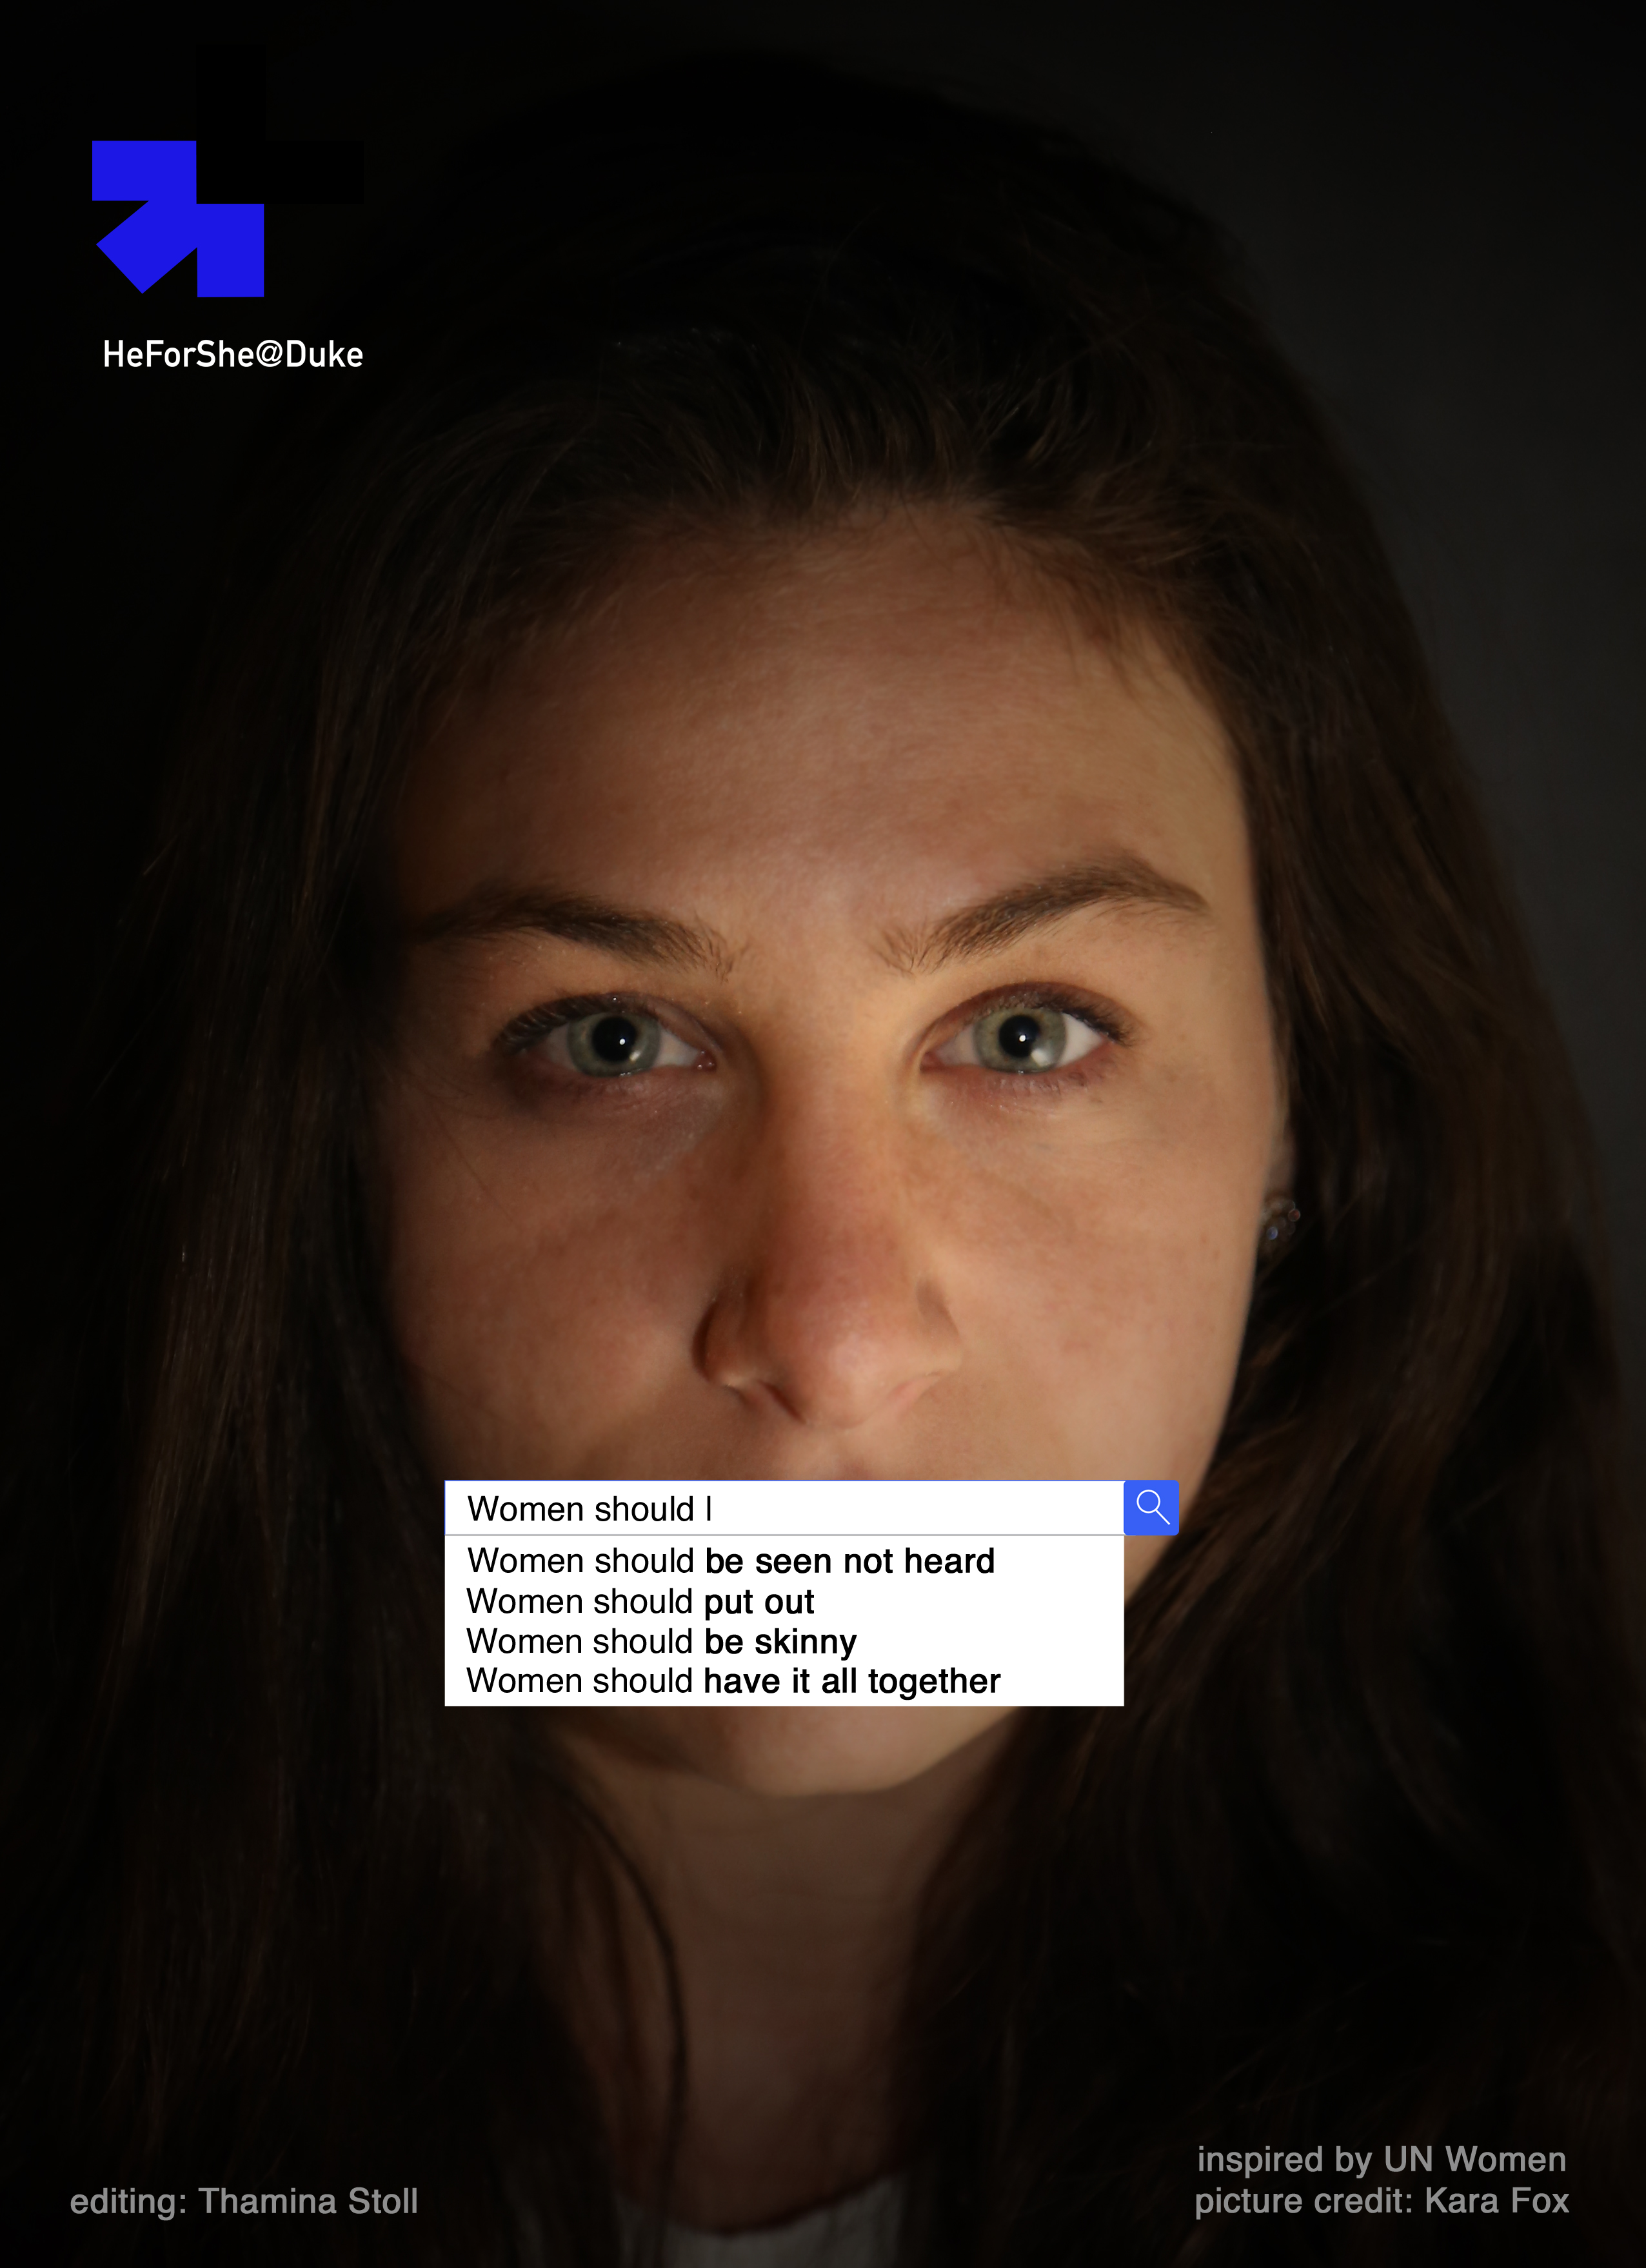 HeForShe@Duke
Women should
Women should be seen not heard
Women should put out
Women should be skinny
Women should have it all together
editing: Thamina Stoll
inspired by UN Women
picture credit: Kara Fox